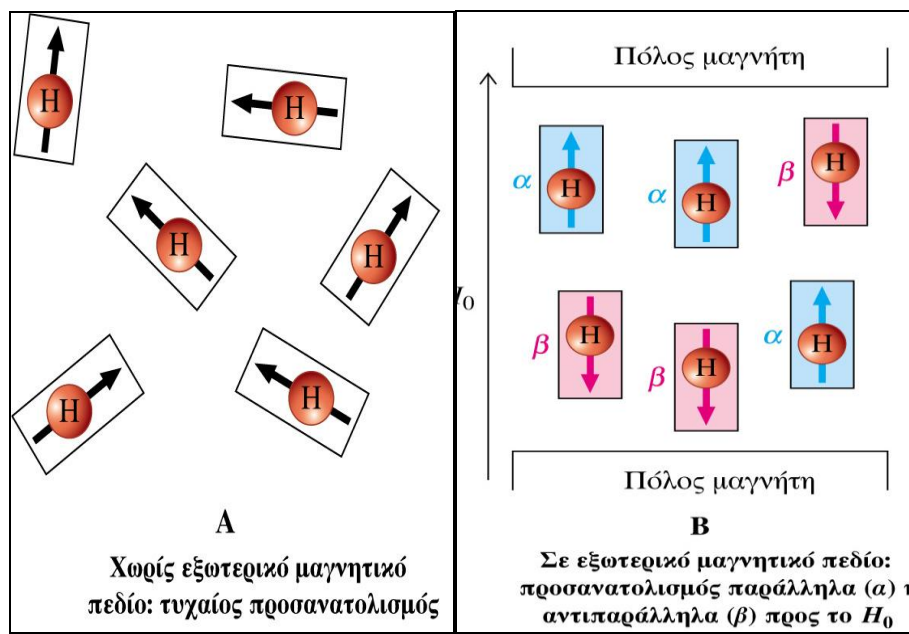 H
H
H
H
H
H
A
Χωρίς εξωτερικό μαγνητικό
πεδίο: τυχαίος προσανατολισμός
Πόλος μαγνήτη
α H
α H
β H
H₀
β H
β H
α H
Πόλος μαγνήτη
B
Σε εξωτερικό μαγνητικό πεδίο:
προσανατολισμός παράλληλα (α)
αντιπαράλληλα (β) προς το H₀